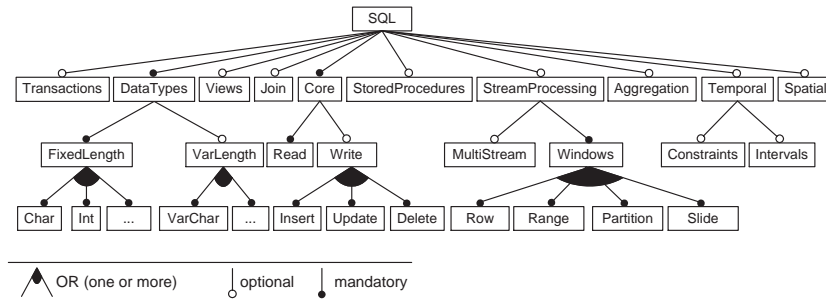 SQL
Transactions DataTypes Views Join Core StoredProcedures StreamProcessing Aggregation Temporal Spatial
FixedLength VarLength Read Write MultiStream Windows Constraints Intervals
Char Int ... VarChar ... Insert Update Delete Row Range Partition Slide
OR (one or more) optional mandatory